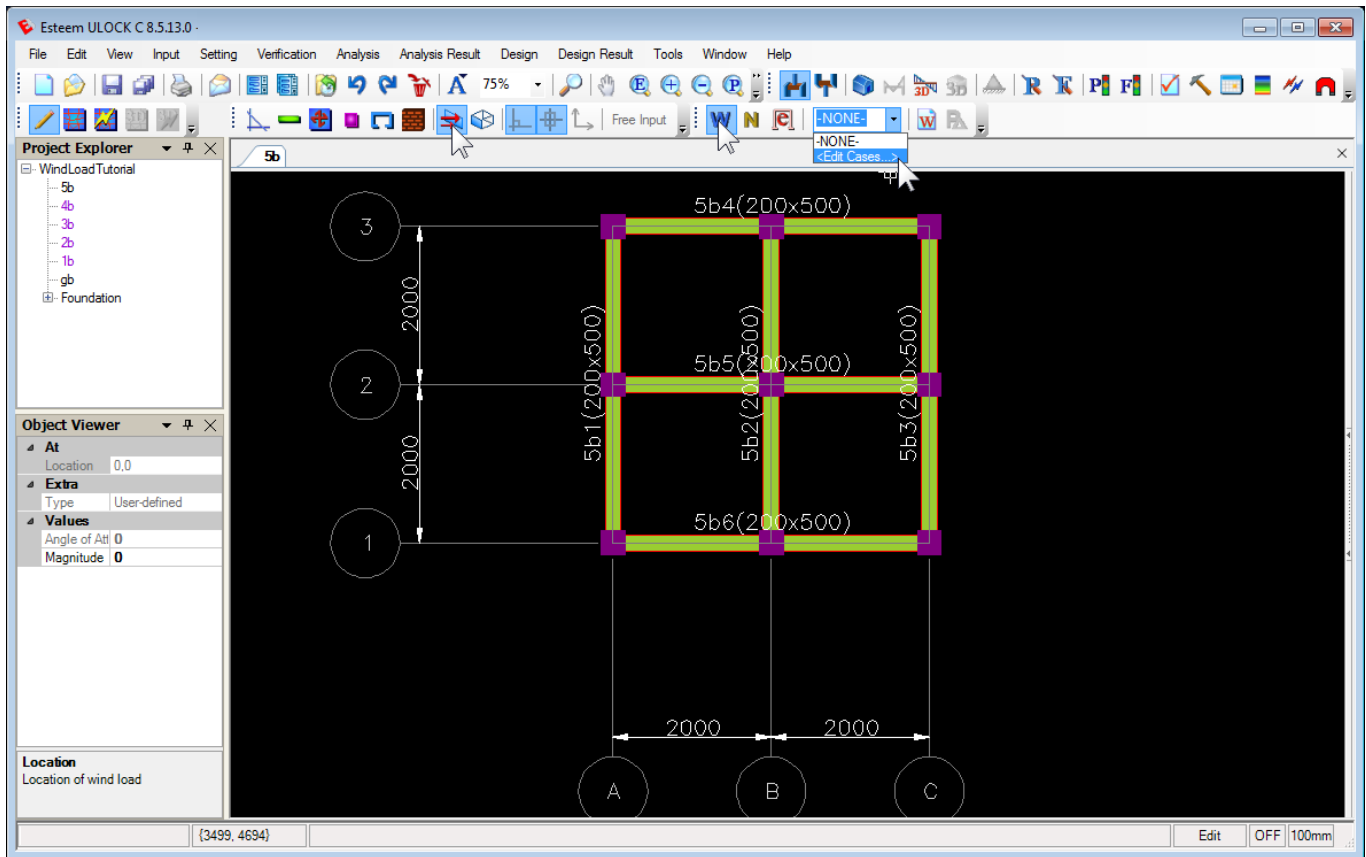 Esteem ULOCK C 8.5.13.0 -
File Edit View Input Setting Verification Analysis Analysis Result Design Design Result Tools Window Help
75%
Free Input
-NONE-
-NONE-
<Edit Cases...>
Project Explorer
WindLoadTutorial
5b
4b
3b
2b
1b
gb
Foundation
Object Viewer
At
Location 0,0
Extra
Type User-defined
Values
Angle of Att 0
Magnitude 0
Location
Location of wind load
5b
3
2
1
2000
2000
5b4(200x500)
5b1(200x500)
5b5(200x500)
5b2(200x500)
5b3(200x500)
5b6(200x500)
2000
2000
A
B
C
{3499, 4694}
Edit
OFF
100mm